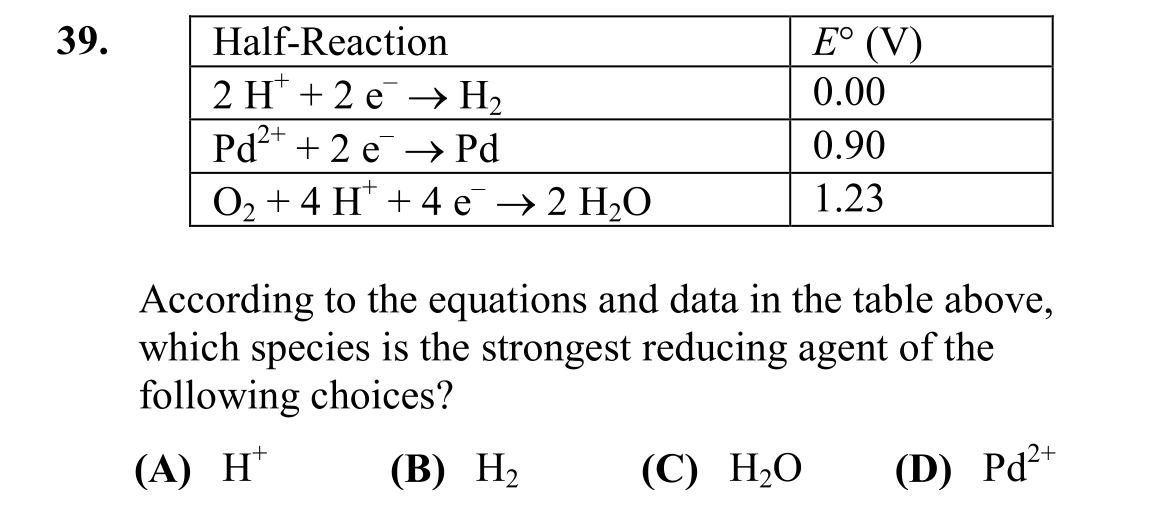 39. Half-Reaction E° (V)
2 H⁺ + 2 e⁻ → H₂ 0.00
Pd²⁺ + 2 e⁻ → Pd 0.90
O₂ + 4 H⁺ + 4 e⁻ → 2 H₂O 1.23
According to the equations and data in the table above,
which species is the strongest reducing agent of the
following choices?
(A) H⁺ (B) H₂ (C) H₂O (D) Pd²⁺